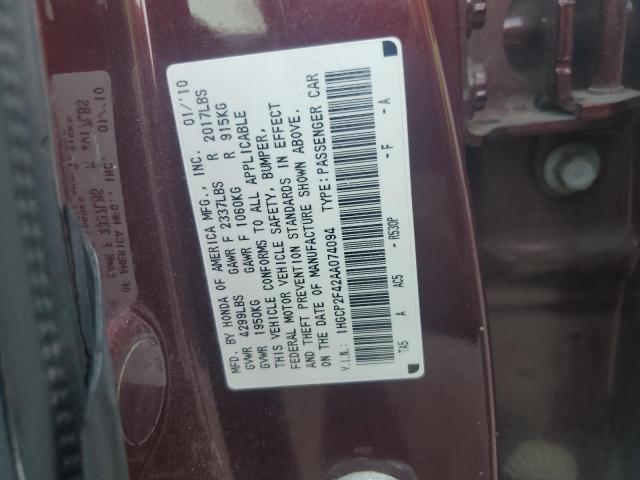 MFD. BY HONDA OF AMERICA MFG., INC. 01/'10
GVWR 4299LBS GAWR F 2337LBS R 2017LBS
GVWR 1950KG GAWR F 1060KG R 915KG
THIS VEHICLE CONFORMS TO ALL APPLICABLE
FEDERAL MOTOR VEHICLE SAFETY, BUMPER,
AND THEFT PREVENTION STANDARDS IN EFFECT
ON THE DATE OF MANUFACTURE SHOWN ABOVE.
V.I.N.: 1HGCP2F42AA074094 TYPE:PASSENGER CAR
TA5 A AC5 -R530P -F -A